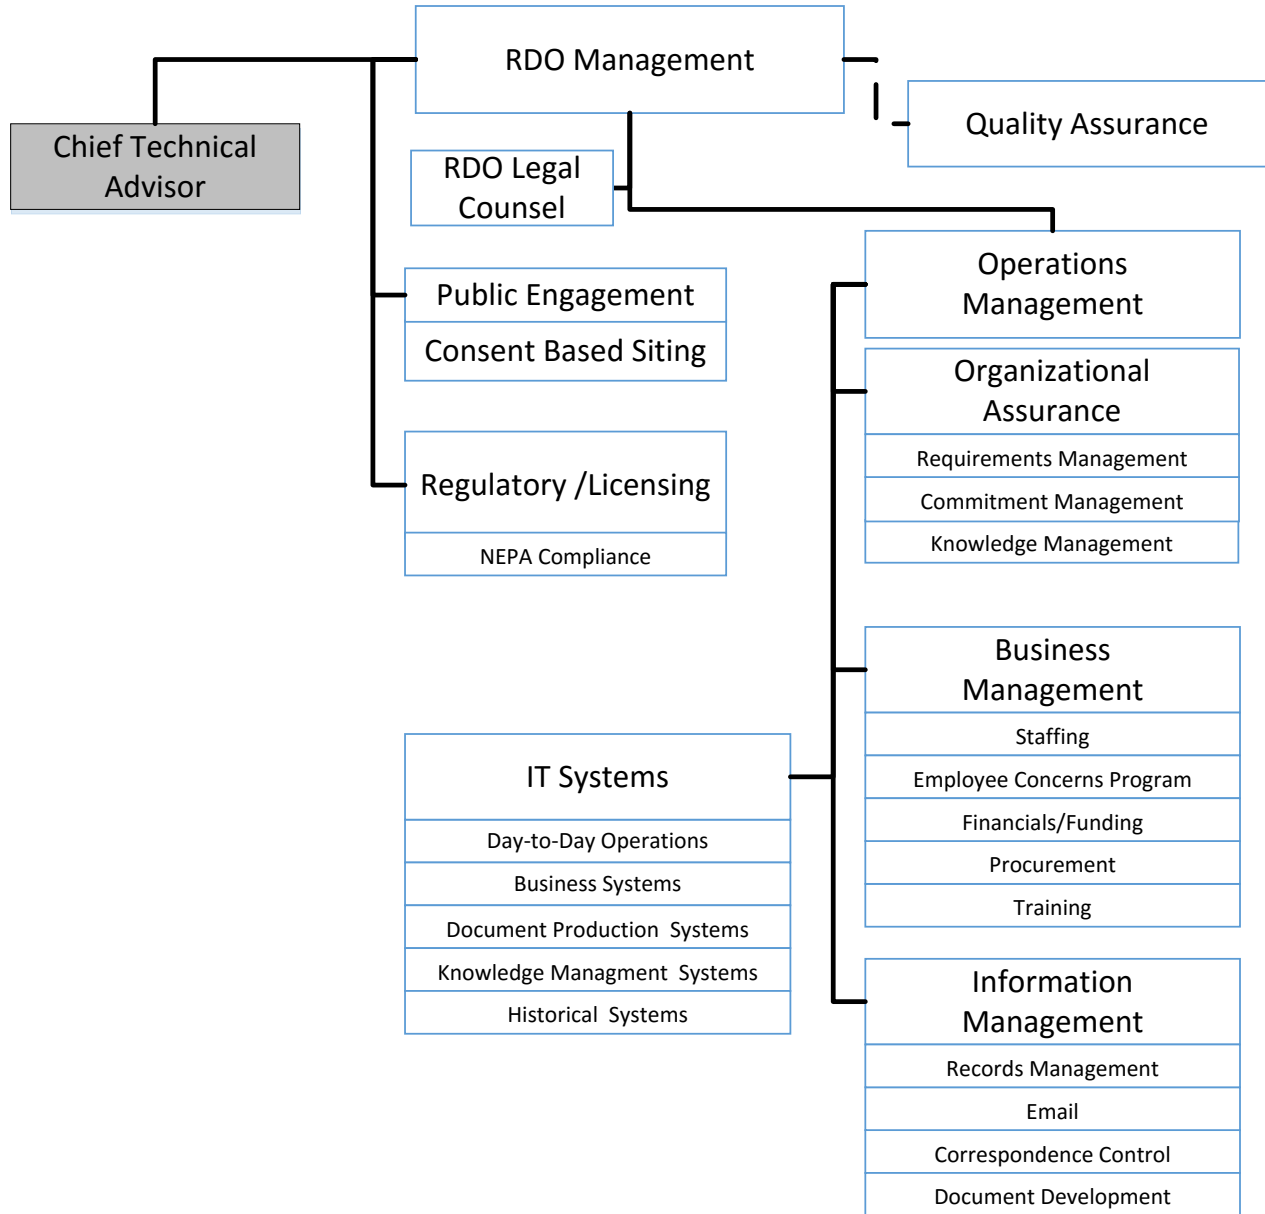 RDO Management
Quality Assurance
Chief Technical
Advisor
RDO Legal
Counsel
Operations
Management
Public Engagement
Consent Based Siting
Organizational
Assurance
Requirements Management
Commitment Management
Knowledge Management
Regulatory /Licensing
NEPA Compliance
Business
Management
Staffing
Employee Concerns Program
Financials/Funding
Procurement
Training
IT Systems
Day-to-Day Operations
Business Systems
Document Production  Systems
Knowledge Managment  Systems
Historical  Systems
Information
Management
Records Management
Email
Correspondence Control
Document Development